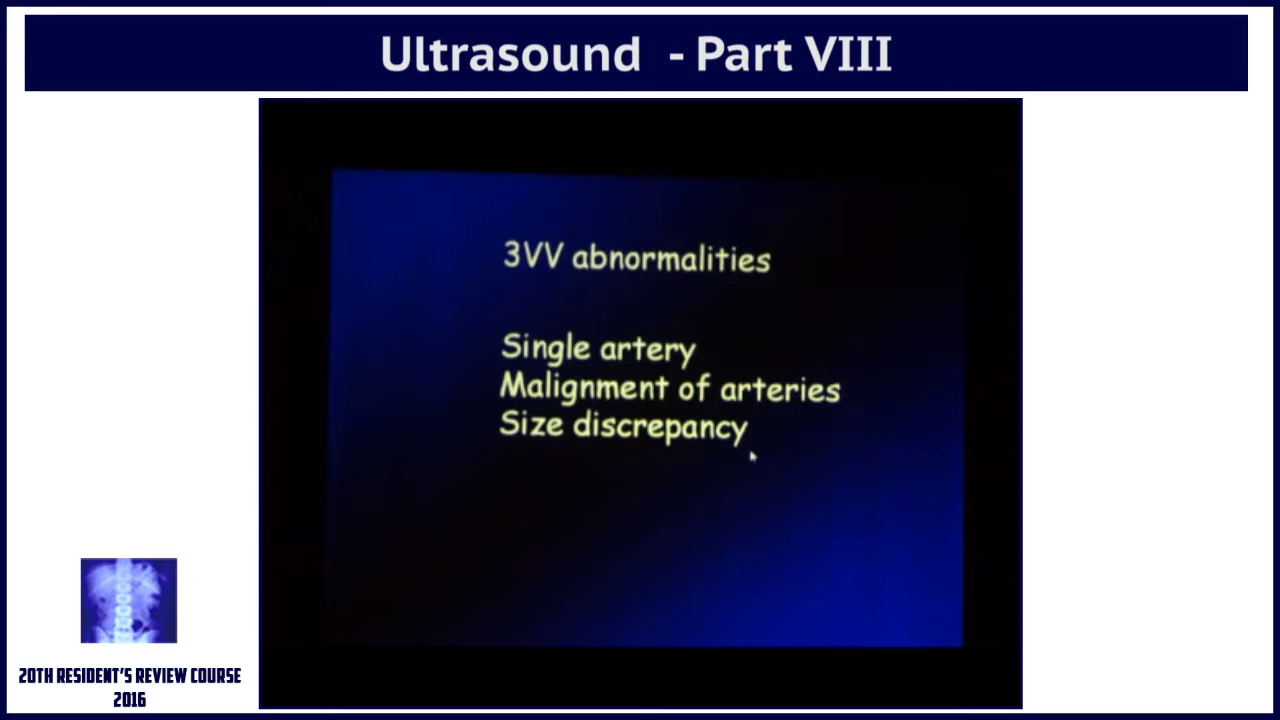 Ultrasound - Part VIII
3VV abnormalities
Single artery
Malignment of arteries
Size discrepancy
20TH RESIDENT'S REVIEW COURSE
2016